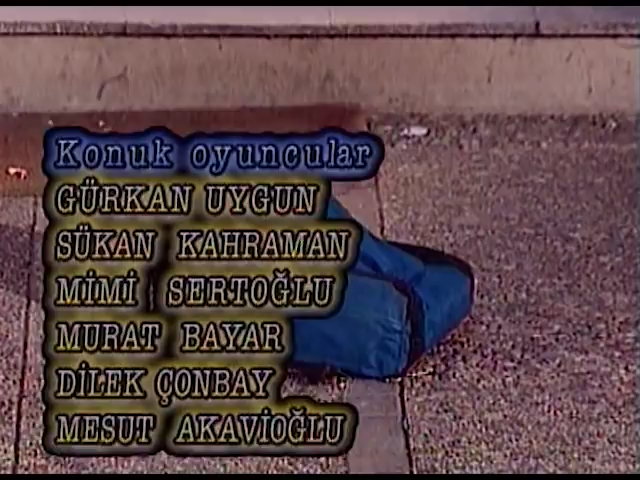 Konuk oyuncular
GÜRKAN UYGUN
SÜKAN KAHRAMAN
MİMİ SERTOĞLU
MURAT BAYAR
DİLEK ÇONBAY
MESUT AKAVİOĞLU